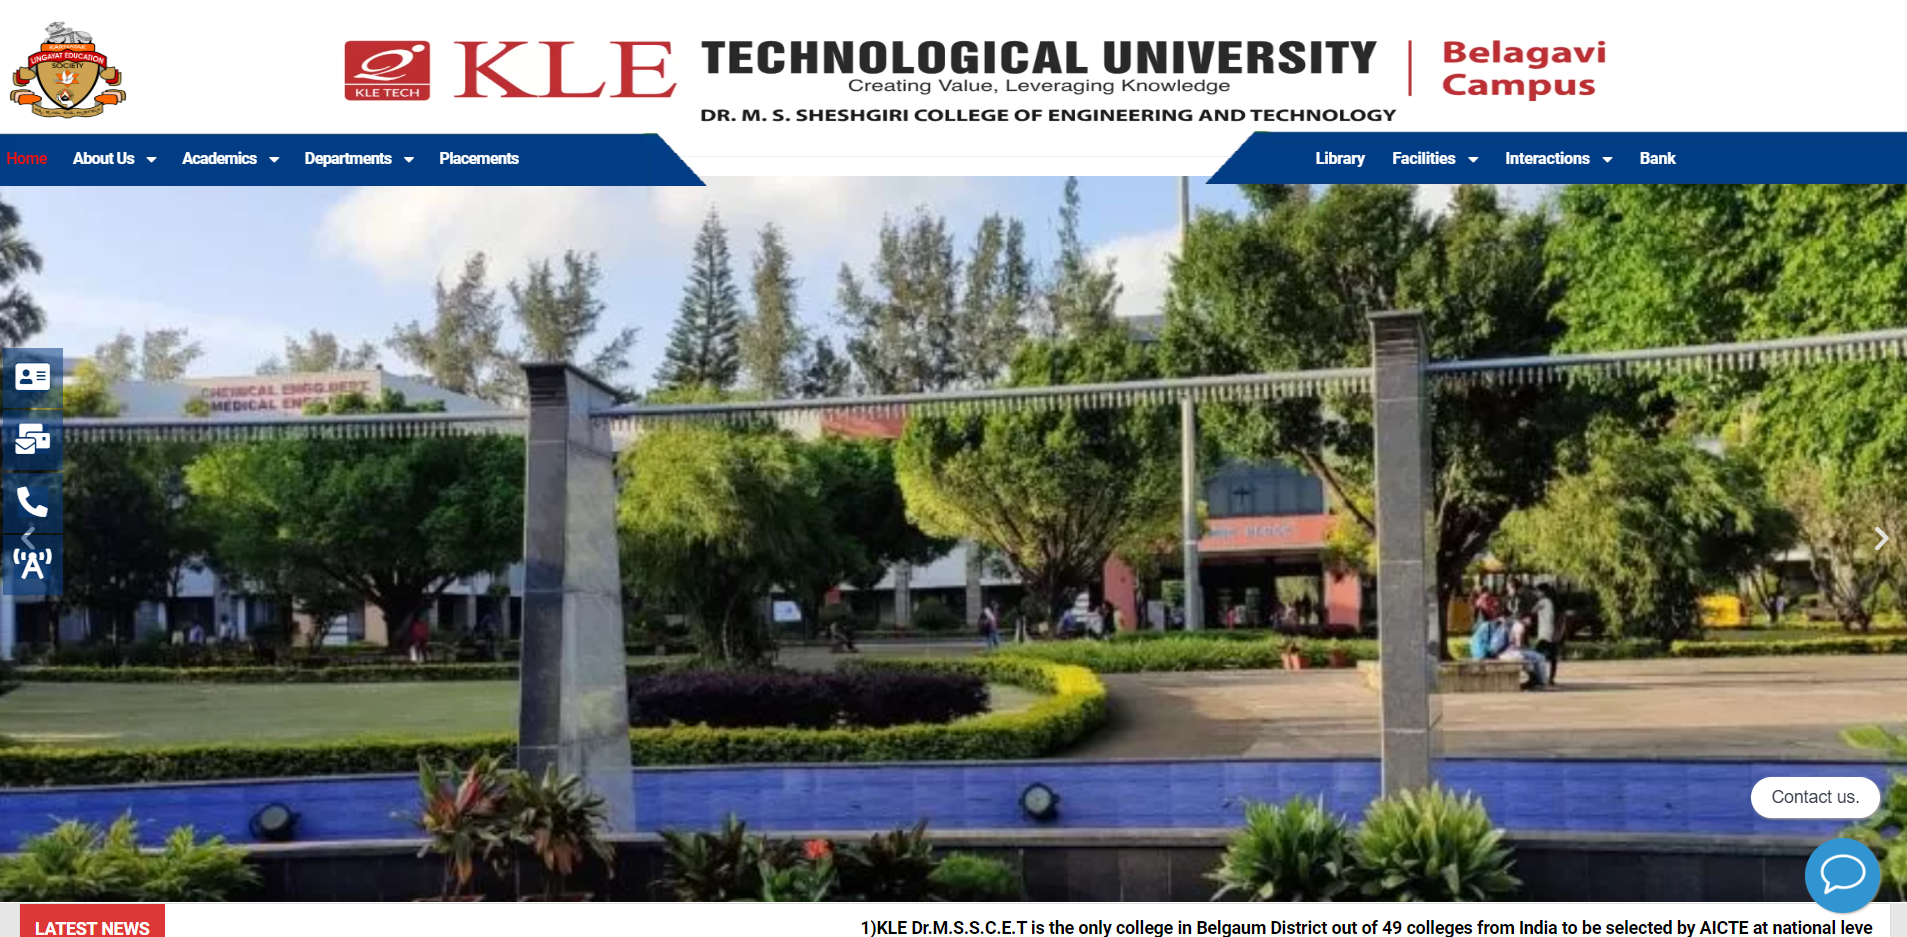 KARNATAK
LINGAYAT EDUCATION
SOCIETY
KLE TECH
KLE
TECHNOLOGICAL UNIVERSITY
Creating Value, Leveraging Knowledge
DR. M. S. SHESHGIRI COLLEGE OF ENGINEERING AND TECHNOLOGY
Belagavi
Campus
Home About Us Academics Departments Placements
Library Facilities Interactions Bank
CHEMICAL ENGG.DEPT.
MEDICAL ENGG
Contact us.
LATEST NEWS
1)KLE Dr.M.S.S.C.E.T is the only college in Belgaum District out of 49 colleges from India to be selected by AICTE at national leve